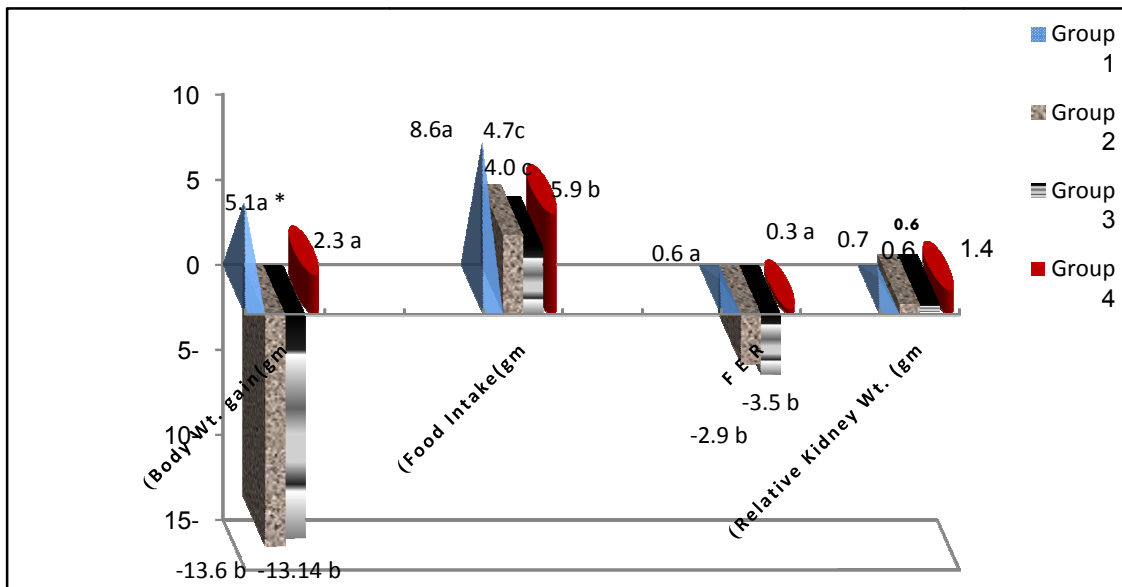 Group
1
Group
2
Group
3
Group
4
10
5
0
5-
10-
15-
5.1a *
2.3 a
-13.6 b
-13.14 b
8.6a
4.7c
4.0 c
5.9 b
0.6 a
-2.9 b
-3.5 b
0.3 a
0.7
0.6
0.6
1.4
(Body Wt. gain(gm
(Food Intake(gm
F E R
(Relative Kidney Wt. (gm